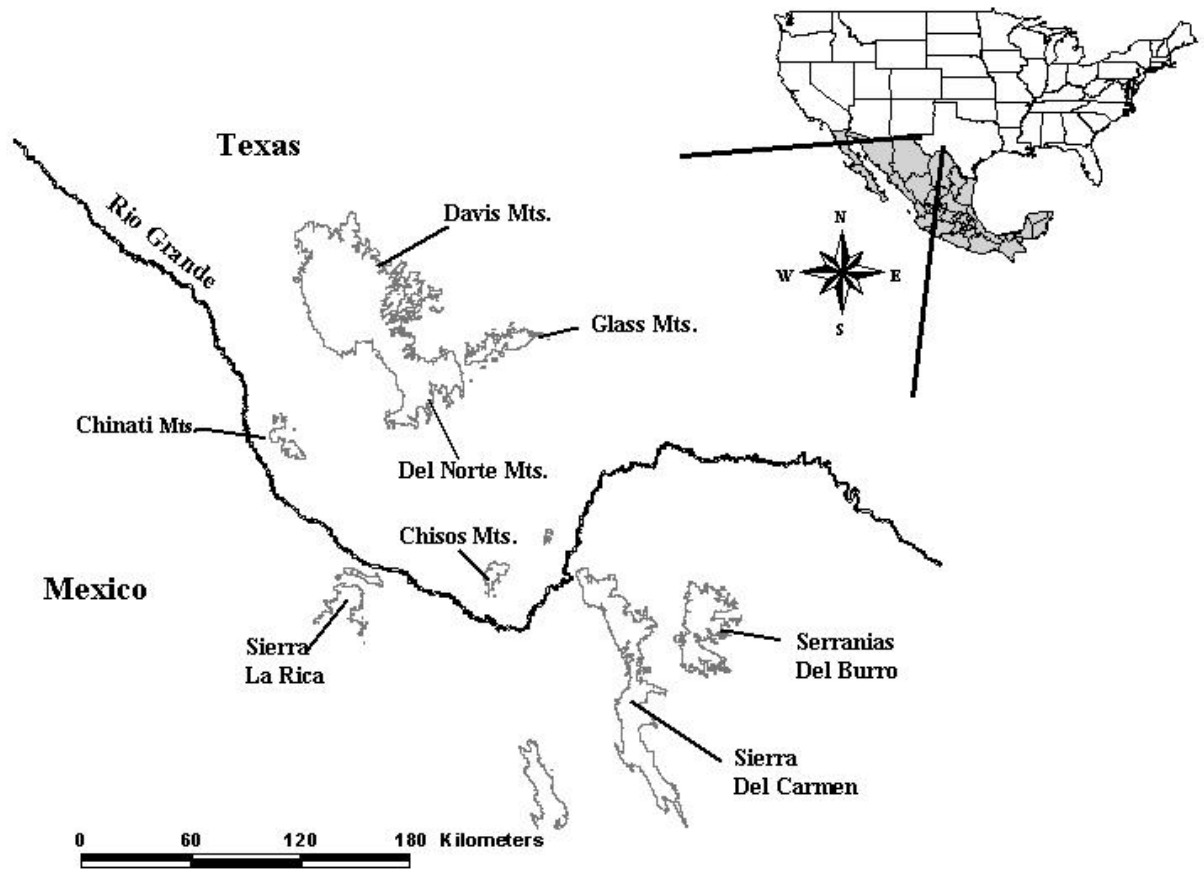 Texas
Rio Grande
Davis Mts.
Glass Mts.
Chinati Mts.
Del Norte Mts.
Chisos Mts.
Mexico
Sierra
La Rica
Serranias
Del Burro
Sierra
Del Carmen
N
W E
S
0 60 120 180 Kilometers